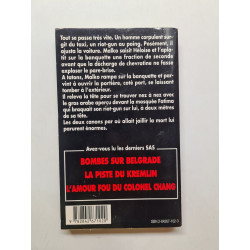 Tout se passa très vite. Un homme corpulent surgit du taxi, un riot-gun au poing. Posément, il ajusta la voiture. Malko saisit Héloïse et l'aplatit sur la banquette une fraction de seconde avant que la décharge de chevrotine ne fasse exploser le pare-brise.
A tâtons, Malko rampa sur la banquette et parvint à ouvrir la portière, côté port, se laissant tomber à l'extérieur.
Il releva la tête pour se trouver nez à nez avec le gros arabe aperçu devant la mosquée Fatima qui braquait son riot-gun sur lui, à deux mètres de sa tête.
Les deux canons par où allait jaillir la mort lui parurent énormes.
Avez-vous lu les derniers SAS
BOMBES SUR BELGRADE
LA PISTE DU KREMLIN
L'AMOUR FOU DU COLONEL CHANG